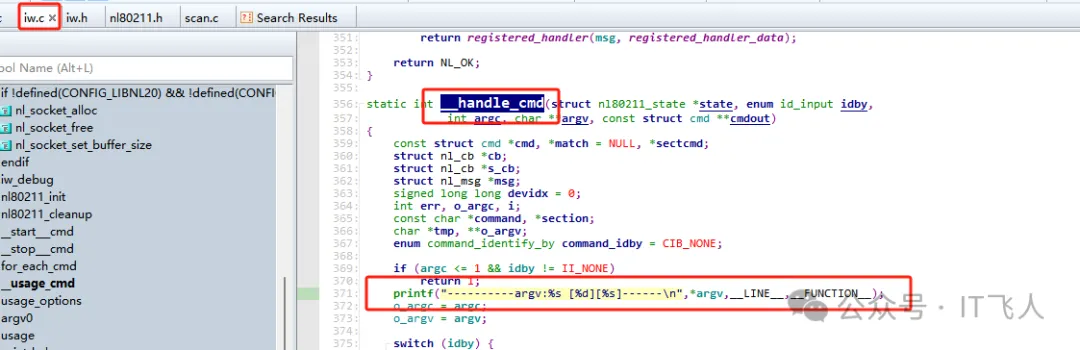 iw.c × iw.h nl80211.h scan.c Search Results
ool Name (Alt+L)
if !defined(CONFIG_LIBNL20) && !defined(CONFIG
nl_socket_alloc
nl_socket_free
nl_socket_set_buffer_size
endif
iw_debug
nl80211_init
nl80211_cleanup
__start__cmd
__stop__cmd
for_each_cmd
__usage_cmd
usage_options
argv0
usage
351: return registered_handler(msg, registered_handler_data);
352:
353: return NL_OK;
354: }
355:
356: static int __handle_cmd(struct nl80211_state *state, enum id_input idby,
357: int argc, char **argv, const struct cmd **cmdout)
358: {
359: const struct cmd *cmd, *match = NULL, *sectcmd;
360: struct nl_cb *cb;
361: struct nl_cb *s_cb;
362: struct nl_msg *msg;
363: signed long long devidx = 0;
364: int err, o_argc, i;
365: const char *command, *section;
366: char *tmp, **o_argv;
367: enum command_identify_by command_idby = CIB_NONE;
368:
369: if (argc <= 1 && idby != II_NONE)
370: return 1;
371: printf("----------argv:%s [%d][%s]------\n",*argv,__LINE__,__FUNCTION__);
372: o_argc = argc;
373: o_argv = argv;
374:
375: switch (idby) {
公众号 · IT飞人